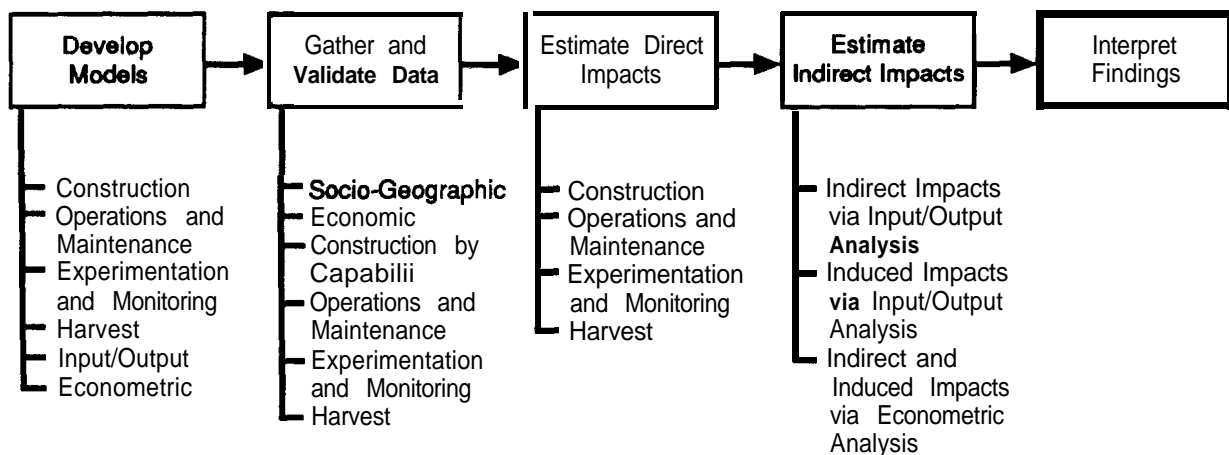 Develop
Models
Gather and
Validate Data
Estimate Direct
Impacts
Estimate
Indirect Impacts
Interpret
Findings
Construction
Operations and
Maintenance
Experimentation
and Monitoring
Harvest
Input/Output
Econometric
Socio-Geographic
Economic
Construction by
Capabilii
Operations and
Maintenance
Experimentation
and Monitoring
Harvest
Construction
Operations and
Maintenance
Experimentation
and Monitoring
Harvest
Indirect Impacts
via Input/Output
Analysis
Induced Impacts
via Input/Output
Analysis
Indirect and
Induced Impacts
via Econometric
Analysis